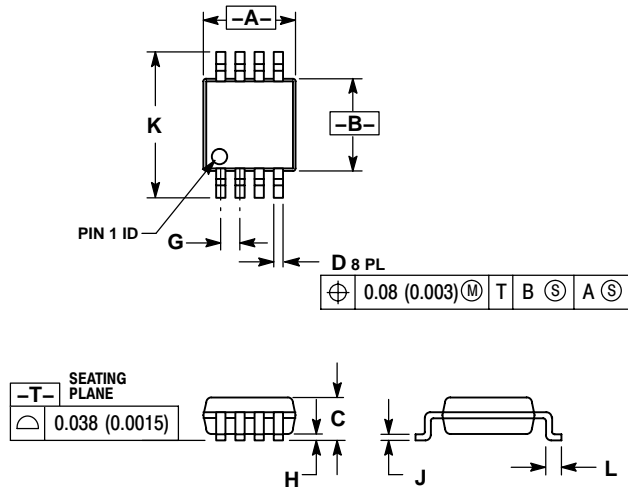 –A–
K
–B–
PIN 1 ID
G
D 8 PL
⌖ 0.08 (0.003) Ⓜ T B Ⓢ A Ⓢ
–T– SEATING PLANE
⌓ 0.038 (0.0015)
C
H
J
L